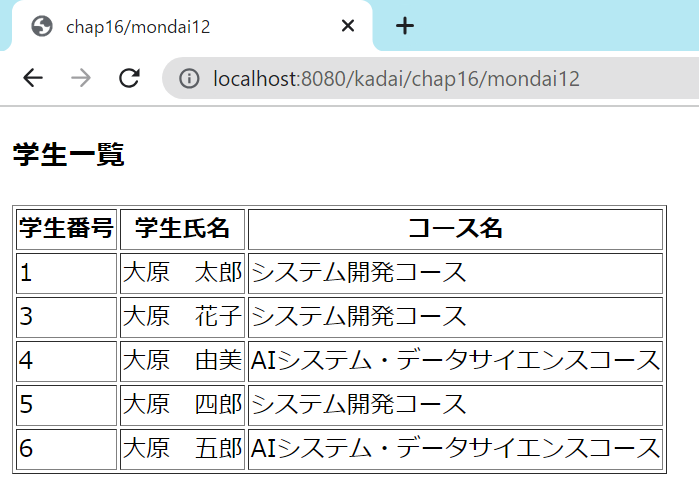 chap16/mondai12
localhost:8080/kadai/chap16/mondai12
学生一覧
学生番号 学生氏名 コース名
1 大原　太郎 システム開発コース
3 大原　花子 システム開発コース
4 大原　由美 AIシステム・データサイエンスコース
5 大原　四郎 システム開発コース
6 大原　五郎 AIシステム・データサイエンスコース